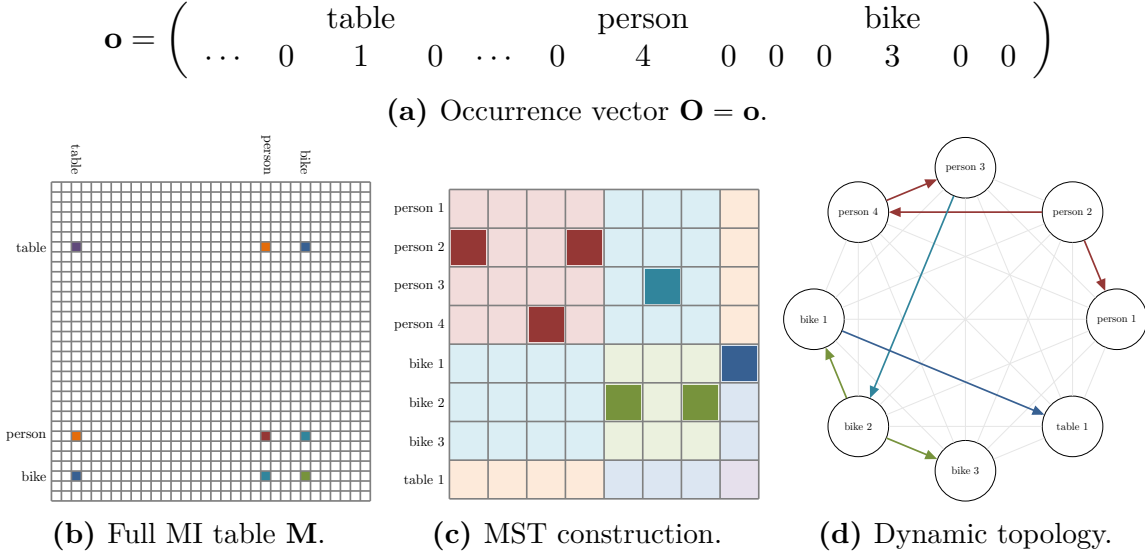 table person bike
o = ( ··· 0 1 0 ··· 0 4 0 0 0 3 0 0 )
(a) Occurrence vector O = o.
table person bike
table
person
bike
(b) Full MI table M.
person 1
person 2
person 3
person 4
bike 1
bike 2
bike 3
table 1
(c) MST construction.
person 3
person 4
person 2
bike 1
person 1
bike 2
table 1
bike 3
(d) Dynamic topology.